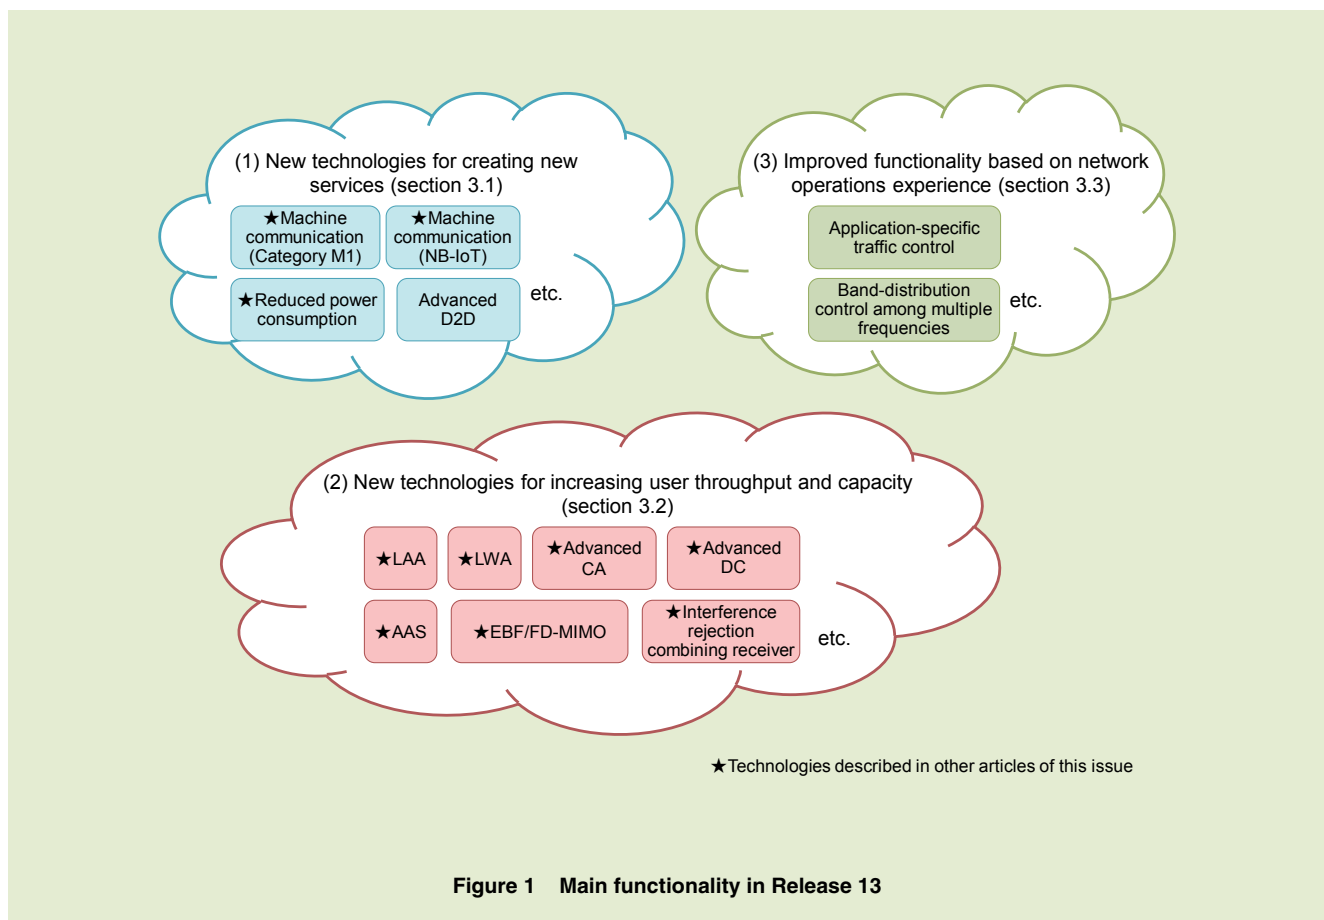 (1) New technologies for creating new
services (section 3.1)
★Machine
communication
(Category M1)
★Machine
communication
(NB-IoT)
★Reduced power
consumption
Advanced
D2D
etc.
(3) Improved functionality based on network
operations experience (section 3.3)
Application-specific
traffic control
Band-distribution
control among multiple
frequencies
etc.
(2) New technologies for increasing user throughput and capacity
(section 3.2)
★LAA
★LWA
★Advanced
CA
★Advanced
DC
★AAS
★EBF/FD-MIMO
★Interference
rejection
combining receiver
etc.
★Technologies described in other articles of this issue
Figure 1 Main functionality in Release 13